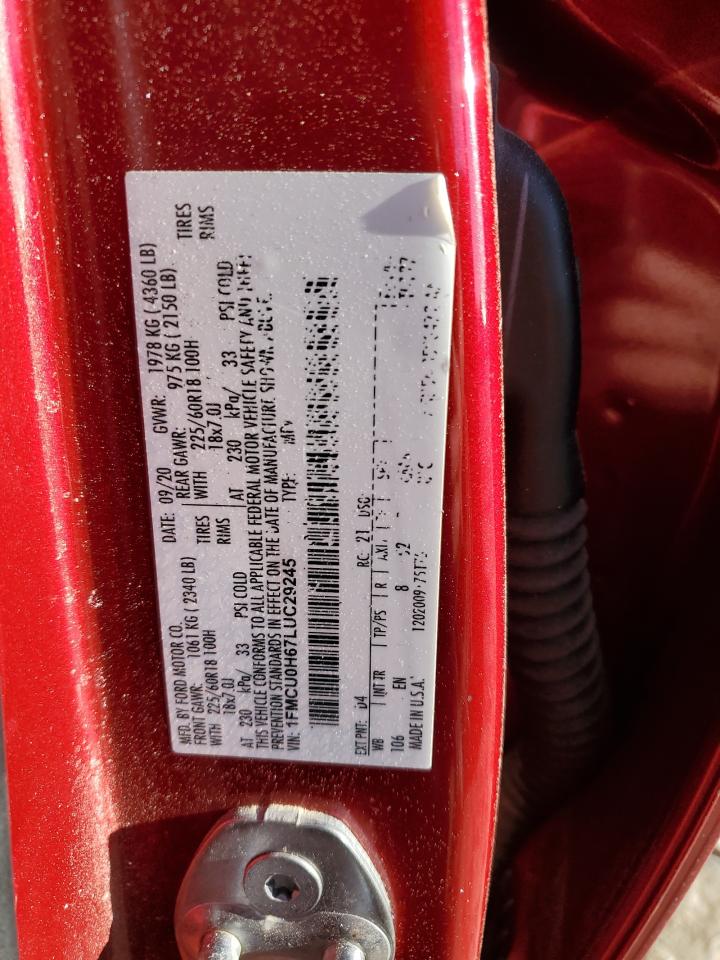 MFD. BY FORD MOTOR CO. DATE: 09/20 GVWR: 1978 KG ( 4360 LB)
FRONT GAWR: 1061 KG ( 2340 LB) REAR GAWR: 975 KG ( 2150 LB)
WITH 225/60R18 100H TIRES WITH 225/60R18 100H TIRES
18x7.0J RIMS 18x7.0J RIMS
AT 230 kPa/ 33 PSI COLD AT 230 kPa/ 33 PSI COLD
THIS VEHICLE CONFORMS TO ALL APPLICABLE FEDERAL MOTOR VEHICLE SAFETY AND THEFT
PREVENTION STANDARDS IN EFFECT ON THE DATE OF MANUFACTURE SHOWN ABOVE.
VIN: 1FMCU0H67LUC29245 TYPE: MPV
EXT PNT: D4 RC: 21 DSO:
WB INT TR TP/PS R
106 EN 8
MADE IN U.S.A.